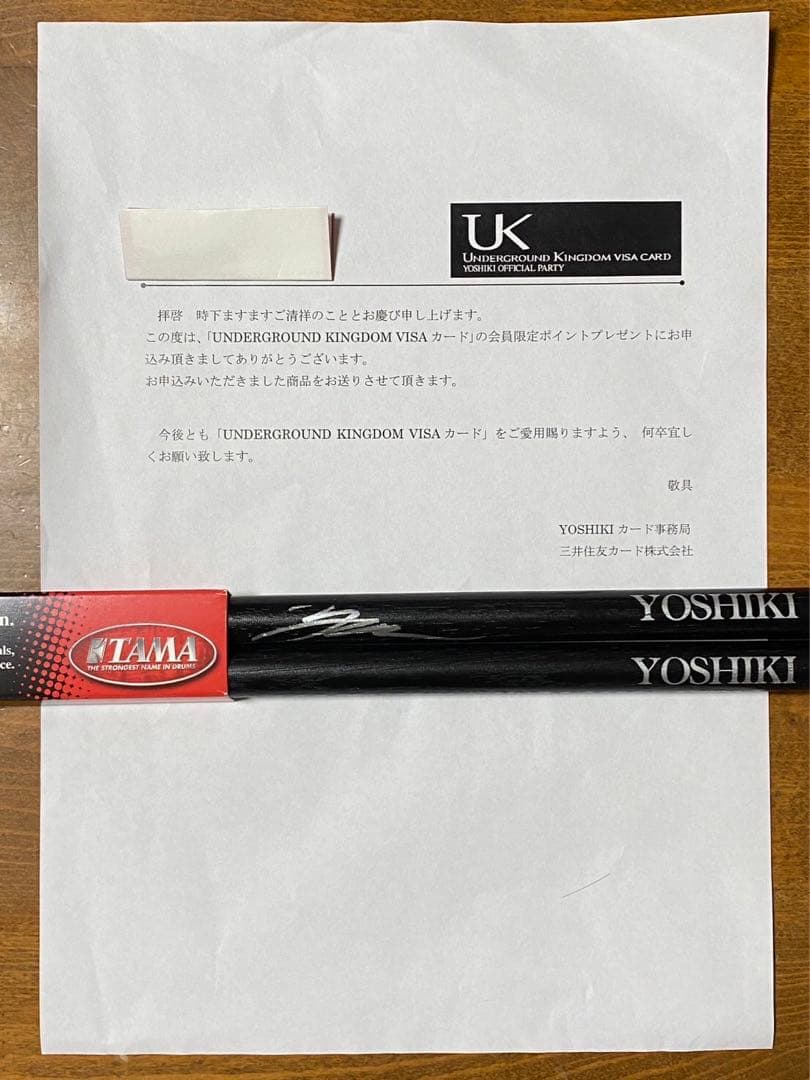 UK
UNDERGROUND KINGDOM VISA CARD
YOSHIKI OFFICIAL PARTY
拝啓 時下ますますご清祥のこととお慶び申し上げます。
この度は、「UNDERGROUND KINGDOM VISA カード」の会員限定ポイントプレゼントにお申
込み頂きましてありがとうございます。
お申込みいただきました商品をお送りさせて頂きます。
今後とも「UNDERGROUND KINGDOM VISA カード」をご愛用賜りますよう、 何卒宜し
くお願い致します。
敬具
YOSHIKI カード事務局
三井住友カード株式会社
n.
als,
ce.
TAMA
THE STRONGEST NAME IN DRUMS
YOSHIKI
YOSHIKI